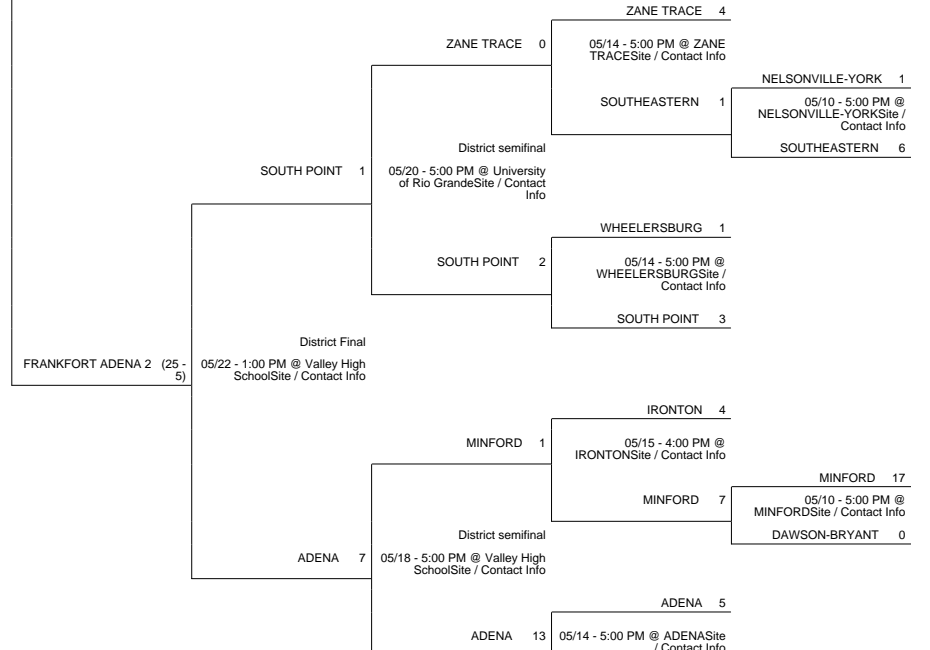 ZANE TRACE 4
ZANE TRACE 0
05/14 - 5:00 PM @ ZANE
TRACESite / Contact Info
NELSONVILLE-YORK 1
SOUTHEASTERN 1
05/10 - 5:00 PM @
NELSONVILLE-YORKSite /
Contact Info
SOUTHEASTERN 6
District semifinal
SOUTH POINT 1
05/20 - 5:00 PM @ University
of Rio GrandeSite / Contact
Info
WHEELERSBURG 1
SOUTH POINT 2
05/14 - 5:00 PM @
WHEELERSBURGSite /
Contact Info
SOUTH POINT 3
District Final
FRANKFORT ADENA 2 (25 -
5)
05/22 - 1:00 PM @ Valley High
SchoolSite / Contact Info
IRONTON 4
MINFORD 1
05/15 - 4:00 PM @
IRONTONSite / Contact Info
MINFORD 17
MINFORD 7
05/10 - 5:00 PM @
MINFORDSite / Contact Info
DAWSON-BRYANT 0
District semifinal
ADENA 7
05/18 - 5:00 PM @ Valley High
SchoolSite / Contact Info
ADENA 5
ADENA 13
05/14 - 5:00 PM @ ADENASite
/ Contact Info